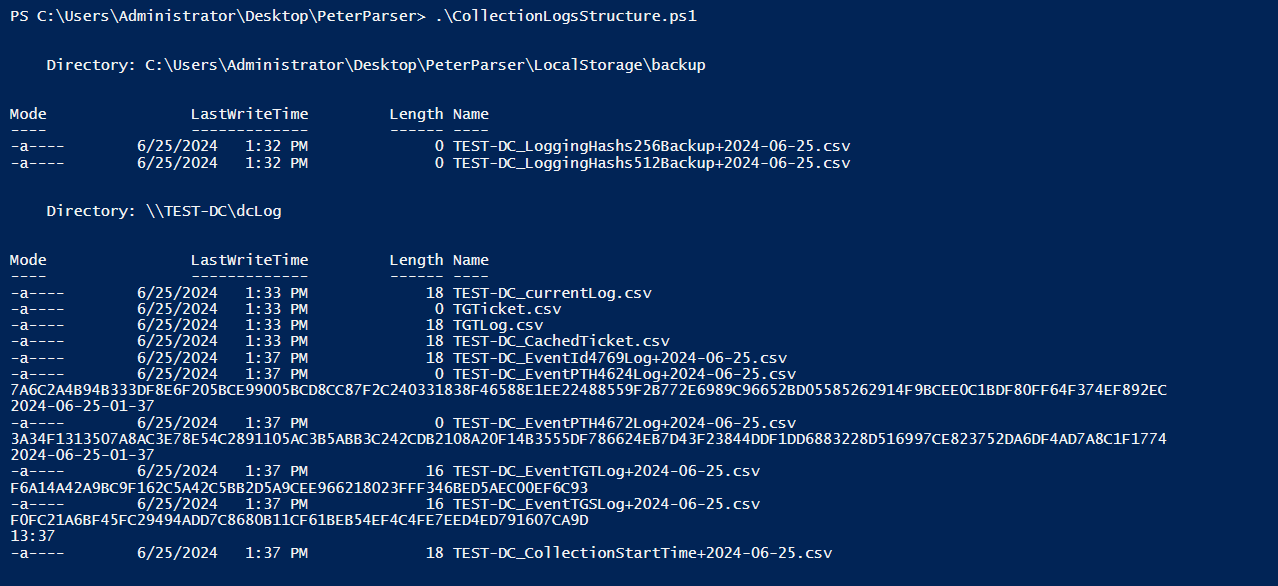 PS C:\Users\Administrator\Desktop\PeterParser> .\CollectionLogsStructure.ps1
Directory: C:\Users\Administrator\Desktop\PeterParser\LocalStorage\backup
Mode LastWriteTime Length Name
---- ------------- ------ ----
-a---- 6/25/2024 1:32 PM 0 TEST-DC_LoggingHashs256Backup+2024-06-25.csv
-a---- 6/25/2024 1:32 PM 0 TEST-DC_LoggingHashs512Backup+2024-06-25.csv
Directory: \\TEST-DC\dcLog
Mode LastWriteTime Length Name
---- ------------- ------ ----
-a---- 6/25/2024 1:33 PM 18 TEST-DC_currentLog.csv
-a---- 6/25/2024 1:33 PM 0 TGTicket.csv
-a---- 6/25/2024 1:33 PM 18 TGTLog.csv
-a---- 6/25/2024 1:33 PM 18 TEST-DC_CachedTicket.csv
-a---- 6/25/2024 1:37 PM 18 TEST-DC_EventId4769Log+2024-06-25.csv
-a---- 6/25/2024 1:37 PM 0 TEST-DC_EventPTH4624Log+2024-06-25.csv
7A6C2A4B94B333DF8E6F205BCE99005BCD8CC87F2C240331838F46588E1EE22488559F2B772E6989C96652BD05585262914F9BCEE0C1BDF80FF64F374EF892EC
2024-06-25-01-37
-a---- 6/25/2024 1:37 PM 0 TEST-DC_EventPTH4672Log+2024-06-25.csv
3A34F1313507A8AC3E78E54C2891105AC3B5ABB3C242CDB2108A20F14B3555DF786624EB7D43F23844DDF1DD6883228D516997CE823752DA6DF4AD7A8C1F1774
2024-06-25-01-37
-a---- 6/25/2024 1:37 PM 16 TEST-DC_EventTGTLog+2024-06-25.csv
F6A14A42A9BC9F162C5A42C5BB2D5A9CEE966218023FFF346BED5AEC00EF6C93
-a---- 6/25/2024 1:37 PM 16 TEST-DC_EventTGSLog+2024-06-25.csv
F0FC21A6BF45FC29494ADD7C8680B11CF61BEB54EF4C4FE7EED4ED791607CA9D
13:37
-a---- 6/25/2024 1:37 PM 18 TEST-DC_CollectionStartTime+2024-06-25.csv